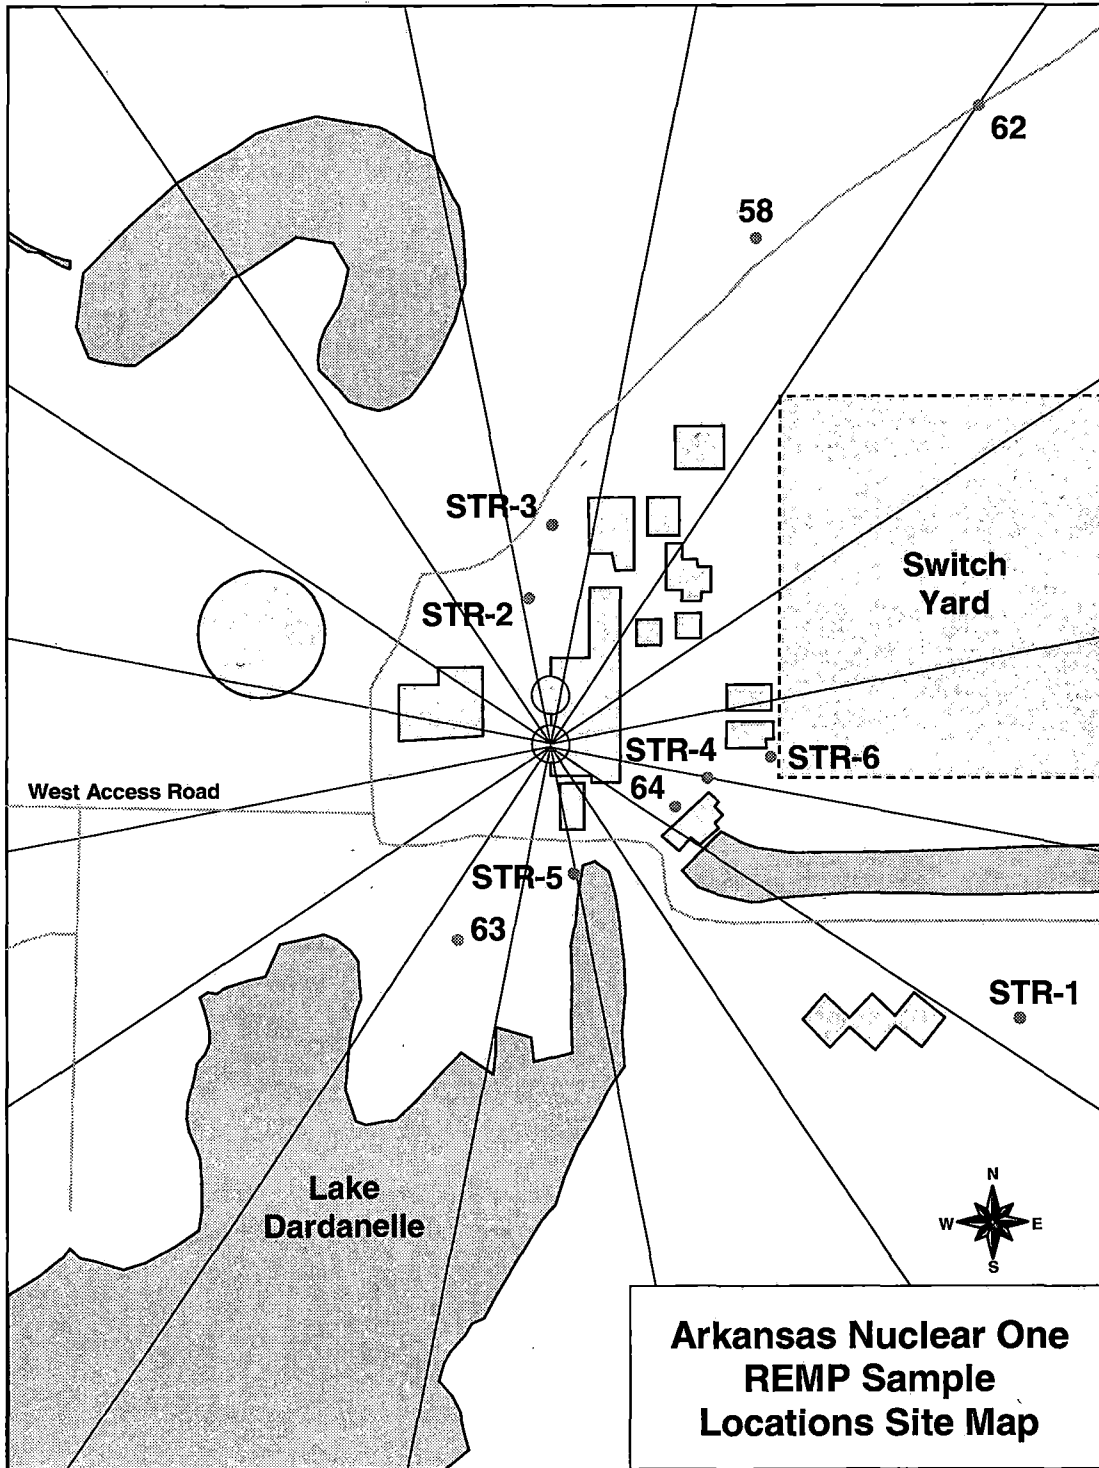 62
58
STR-3
Switch
Yard
STR-2
STR-4
STR-6
64
West Access Road
STR-5
63
STR-1
N
W
E
S
Lake
Dardanelle
Arkansas Nuclear One
REMP Sample
Locations Site Map